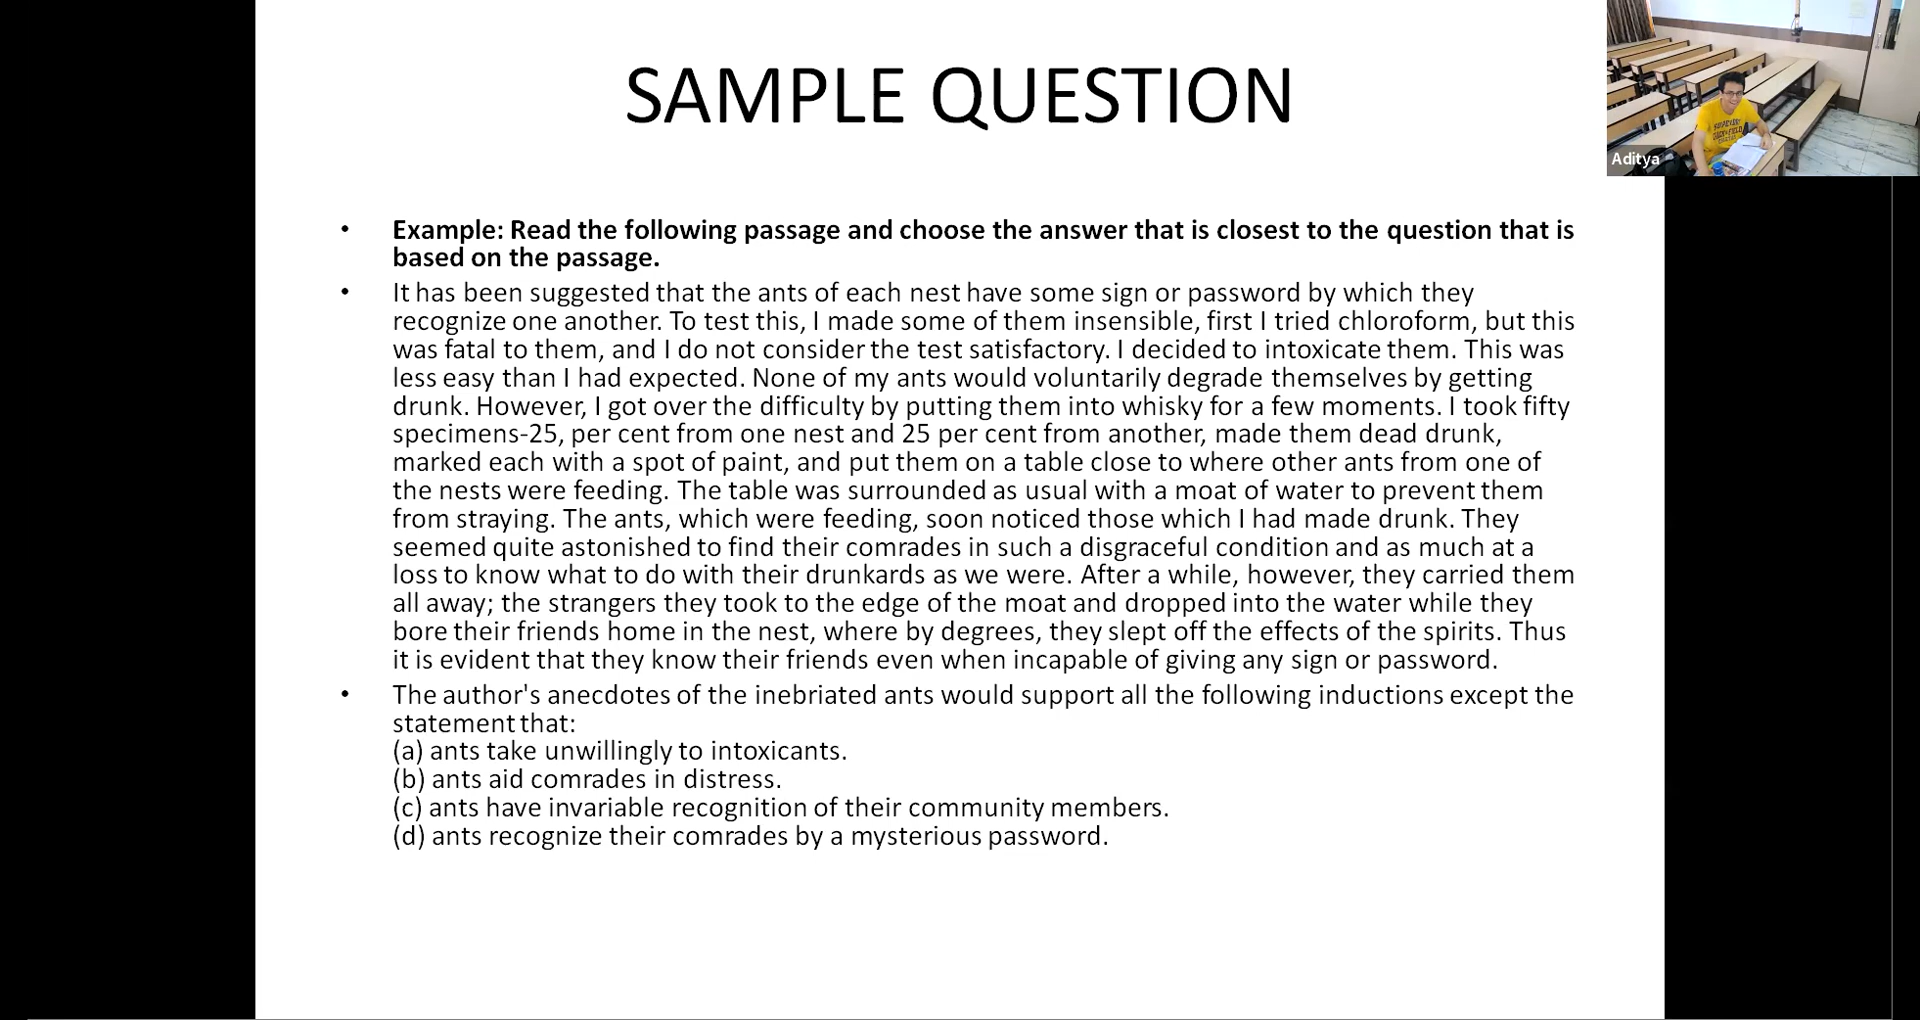 SAMPLE QUESTION
Aditya
• Example: Read the following passage and choose the answer that is closest to the question that is
based on the passage.
• It has been suggested that the ants of each nest have some sign or password by which they
recognize one another. To test this, I made some of them insensible, first I tried chloroform, but this
was fatal to them, and I do not consider the test satisfactory. I decided to intoxicate them. This was
less easy than I had expected. None of my ants would voluntarily degrade themselves by getting
drunk. However, I got over the difficulty by putting them into whisky for a few moments. I took fifty
specimens-25, per cent from one nest and 25 per cent from another, made them dead drunk,
marked each with a spot of paint, and put them on a table close to where other ants from one of
the nests were feeding. The table was surrounded as usual with a moat of water to prevent them
from straying. The ants, which were feeding, soon noticed those which I had made drunk. They
seemed quite astonished to find their comrades in such a disgraceful condition and as much at a
loss to know what to do with their drunkards as we were. After a while, however, they carried them
all away; the strangers they took to the edge of the moat and dropped into the water while they
bore their friends home in the nest, where by degrees, they slept off the effects of the spirits. Thus
it is evident that they know their friends even when incapable of giving any sign or password.
• The author's anecdotes of the inebriated ants would support all the following inductions except the
statement that:
(a) ants take unwillingly to intoxicants.
(b) ants aid comrades in distress.
(c) ants have invariable recognition of their community members.
(d) ants recognize their comrades by a mysterious password.